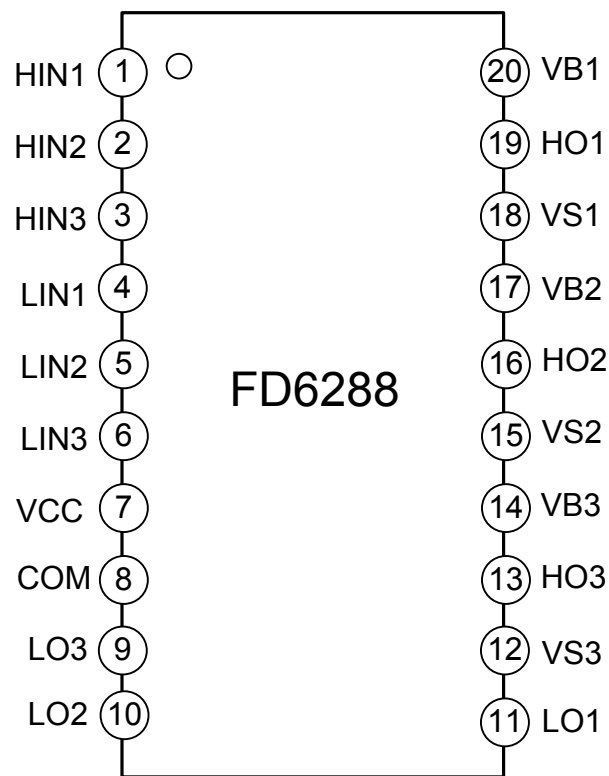 HIN1 1 20 VB1
HIN2 2 19 HO1
HIN3 3 18 VS1
LIN1 4 17 VB2
LIN2 5 16 HO2
FD6288
LIN3 6 15 VS2
VCC 7 14 VB3
COM 8 13 HO3
LO3 9 12 VS3
LO2 10 11 LO1